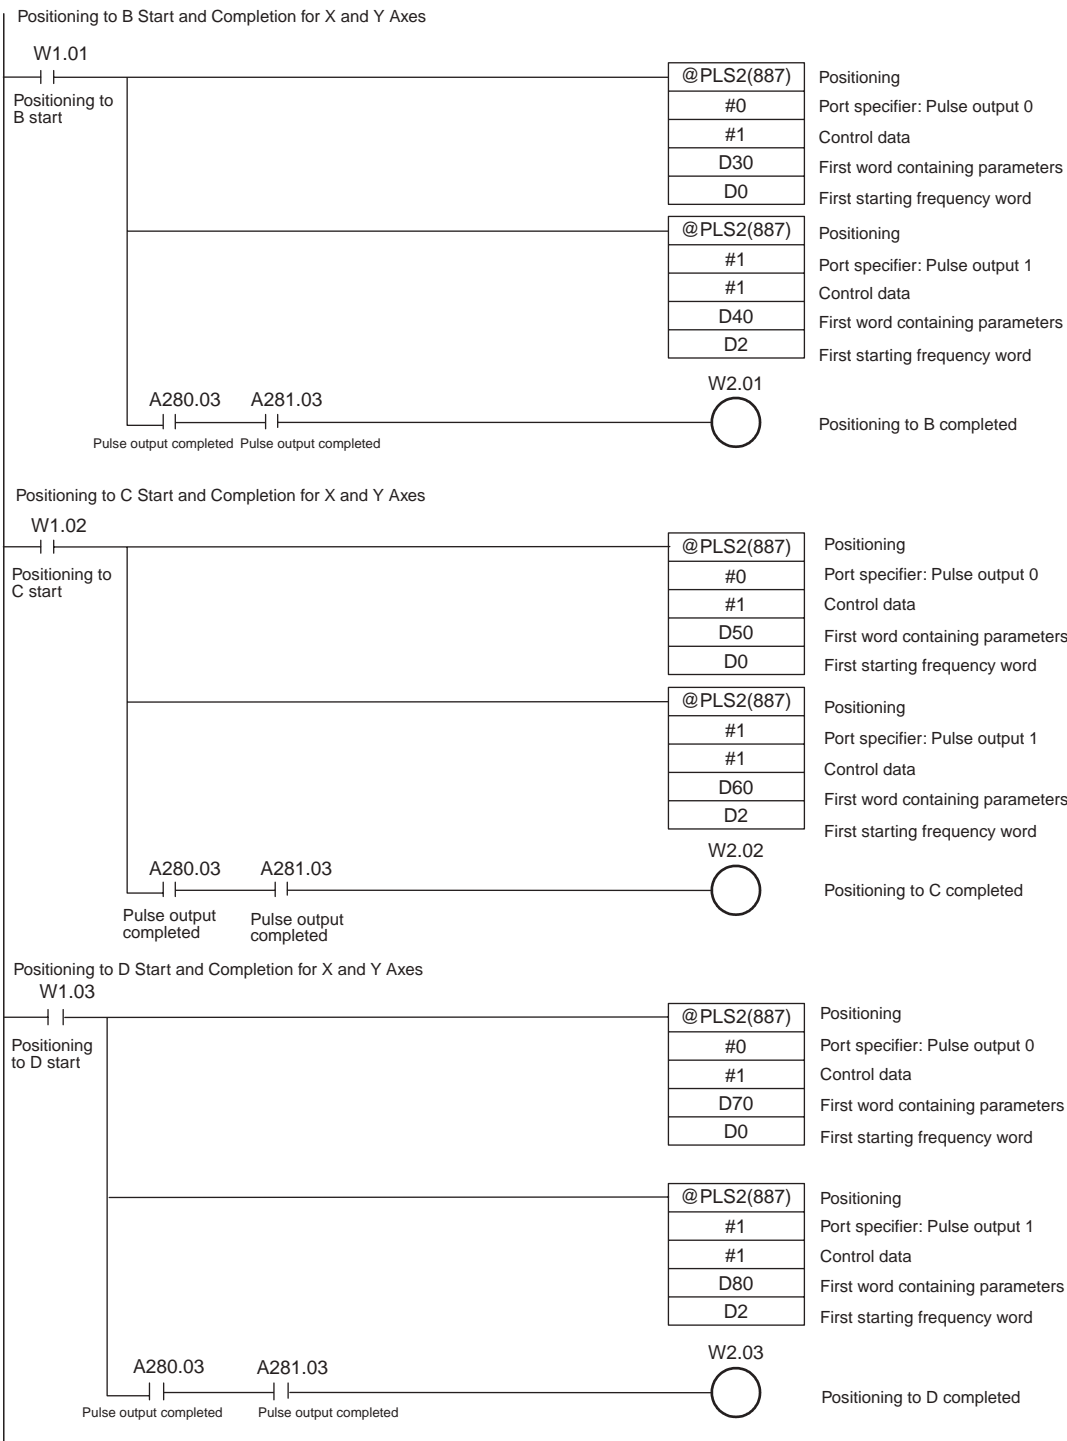 Positioning to B Start and Completion for X and Y Axes
W1.01
Positioning to
B start
@PLS2(887) Positioning
#0 Port specifier: Pulse output 0
#1 Control data
D30 First word containing parameters
D0 First starting frequency word
@PLS2(887) Positioning
#1 Port specifier: Pulse output 1
#1 Control data
D40 First word containing parameters
D2 First starting frequency word
W2.01
A280.03 A281.03
Positioning to B completed
Pulse output completed Pulse output completed
Positioning to C Start and Completion for X and Y Axes
W1.02
Positioning to
C start
@PLS2(887) Positioning
#0 Port specifier: Pulse output 0
#1 Control data
D50 First word containing parameters
D0 First starting frequency word
@PLS2(887) Positioning
#1 Port specifier: Pulse output 1
#1 Control data
D60 First word containing parameters
D2 First starting frequency word
W2.02
A280.03 A281.03
Positioning to C completed
Pulse output
completed
Pulse output
completed
Positioning to D Start and Completion for X and Y Axes
W1.03
Positioning
to D start
@PLS2(887) Positioning
#0 Port specifier: Pulse output 0
#1 Control data
D70 First word containing parameters
D0 First starting frequency word
@PLS2(887) Positioning
#1 Port specifier: Pulse output 1
#1 Control data
D80 First word containing parameters
D2 First starting frequency word
W2.03
A280.03 A281.03
Positioning to D completed
Pulse output completed Pulse output completed